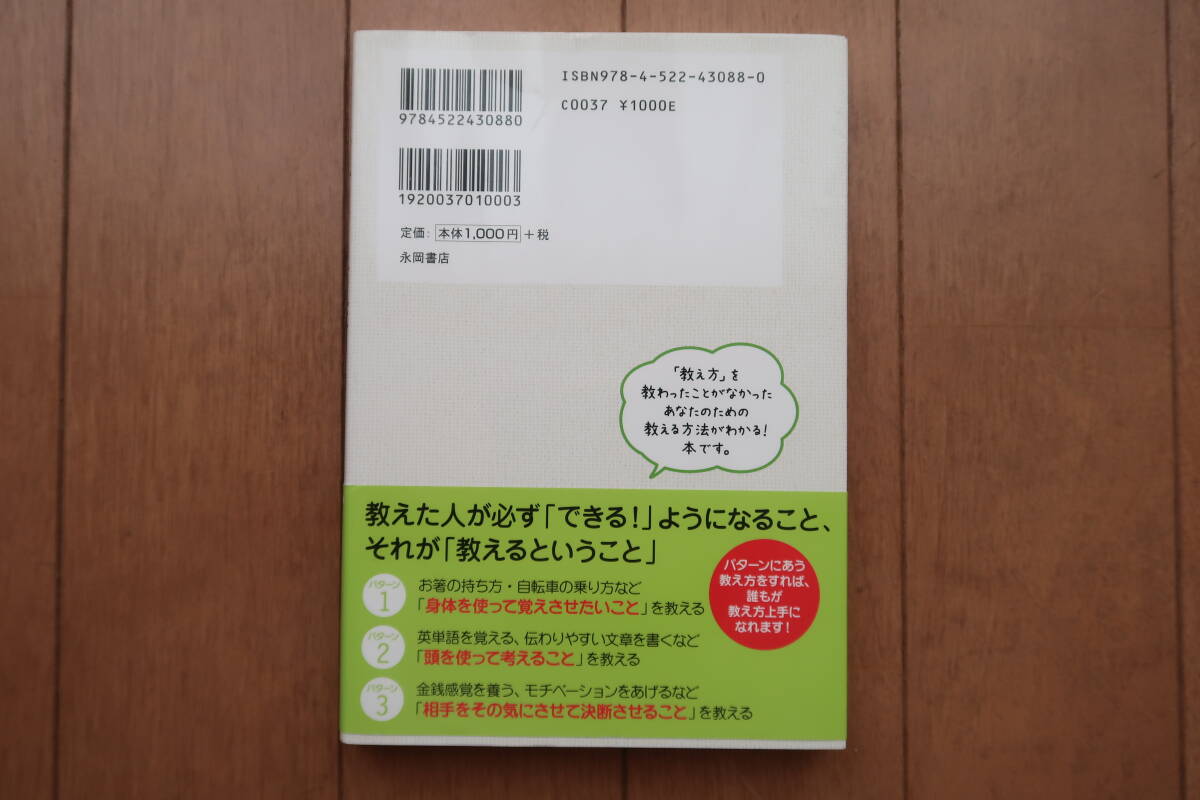 ISBN978-4-522-43088-0
C0037 ¥1000E
9784522430880
1920037010003
定価: 本体1,000円+税
永岡書店
「教え方」を
教わったことがなかった
あなたのための
教える方法がわかる!
本です。
教えた人が必ず「できる!」ようになること、
それが「教えるということ」
パターンにあう
教え方をすれば、
誰もが
教え方上手に
なれます!
パターン
1
お箸の持ち方・自転車の乗り方など
「身体を使って覚えさせたいこと」を教える
パターン
2
英単語を覚える、伝わりやすい文章を書くなど
「頭を使って考えること」を教える
パターン
3
金銭感覚を養う、モチベーションをあげるなど
「相手をその気にさせて決断させること」を教える